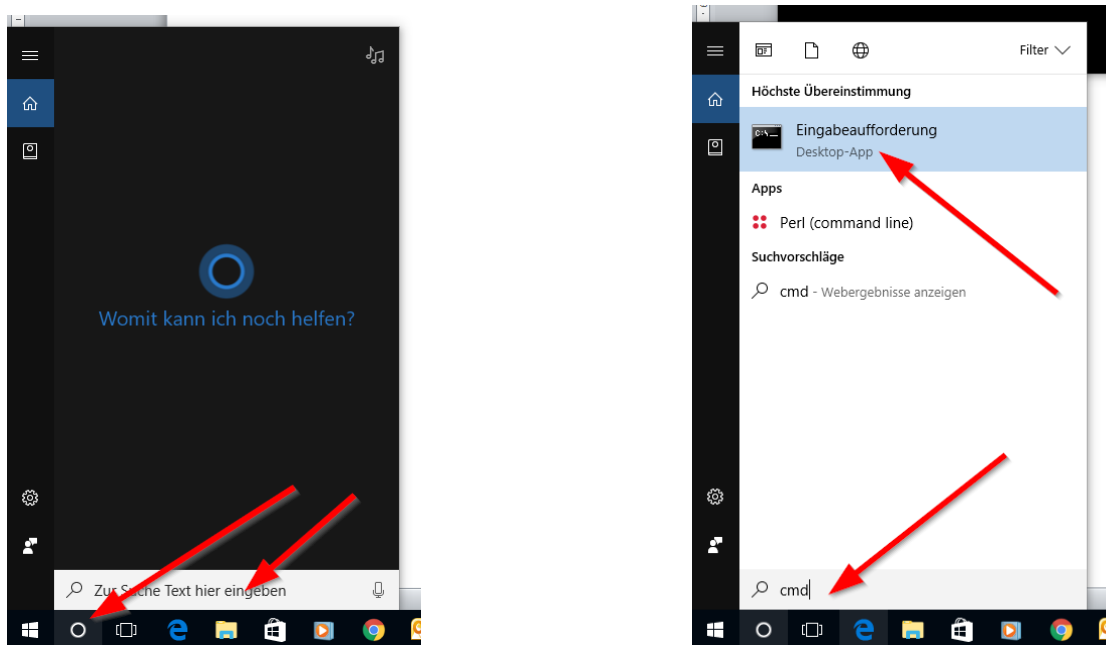 Womit kann ich noch helfen?
Zur Suche Text hier eingeben
Filter
Höchste Übereinstimmung
C:\_
Eingabeaufforderung
Desktop-App
Apps
Perl (command line)
Suchvorschläge
cmd - Webergebnisse anzeigen
cmd